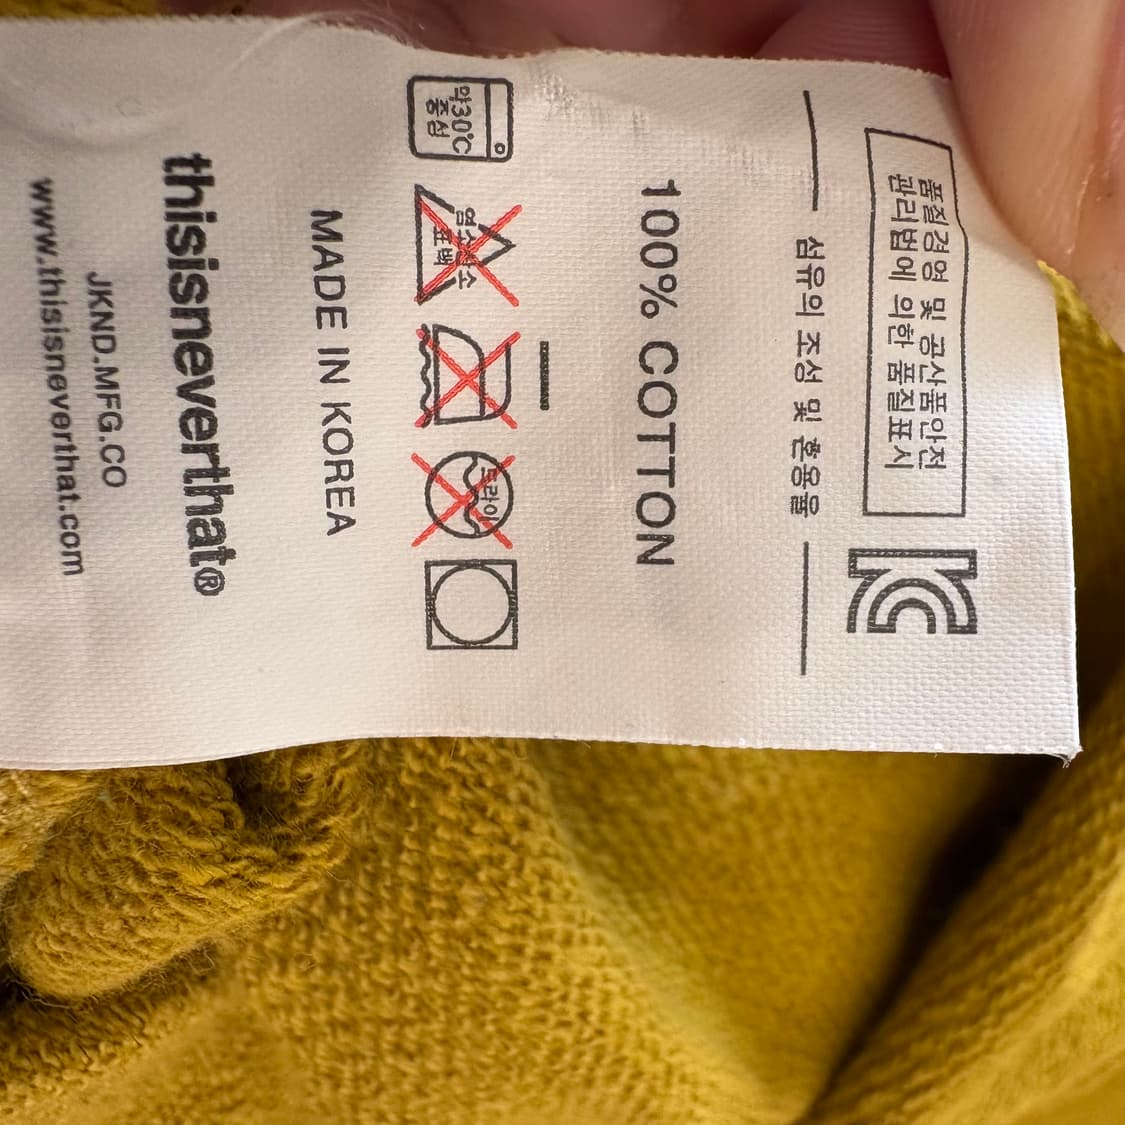 품질경영 및 공산품안전
관리법에 의한 품질표시
섬유의 조성 및 혼용율
100% COTTON
약30℃
중성
염소산소
표백
드라이
MADE IN KOREA
thisisneverthat®
JKND.MFG.CO
www.thisisneverthat.com